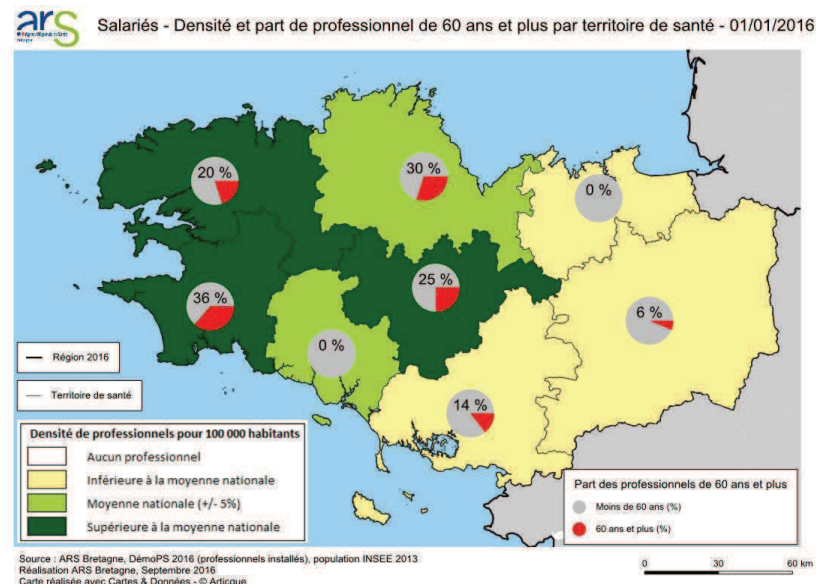 ars
Salariés - Densité et part de professionnel de 60 ans et plus par territoire de santé - 01/01/2016
20 %
30 %
0 %
25 %
36 %
6 %
0 %
14 %
Région 2016
Territoire de santé
Densité de professionnels pour 100 000 habitants
Aucun professionnel
Inférieure à la moyenne nationale
Moyenne nationale (+/- 5%)
Supérieure à la moyenne nationale
Part des professionnels de 60 ans et plus
Moins de 60 ans (%)
60 ans et plus (%)
Source : ARS Bretagne, DémoPS 2016 (professionnels installés), population INSEE 2013
Réalisation ARS Bretagne, Septembre 2016
Carte réalisée avec Cartes & Données - © Articque
0 30 60 km